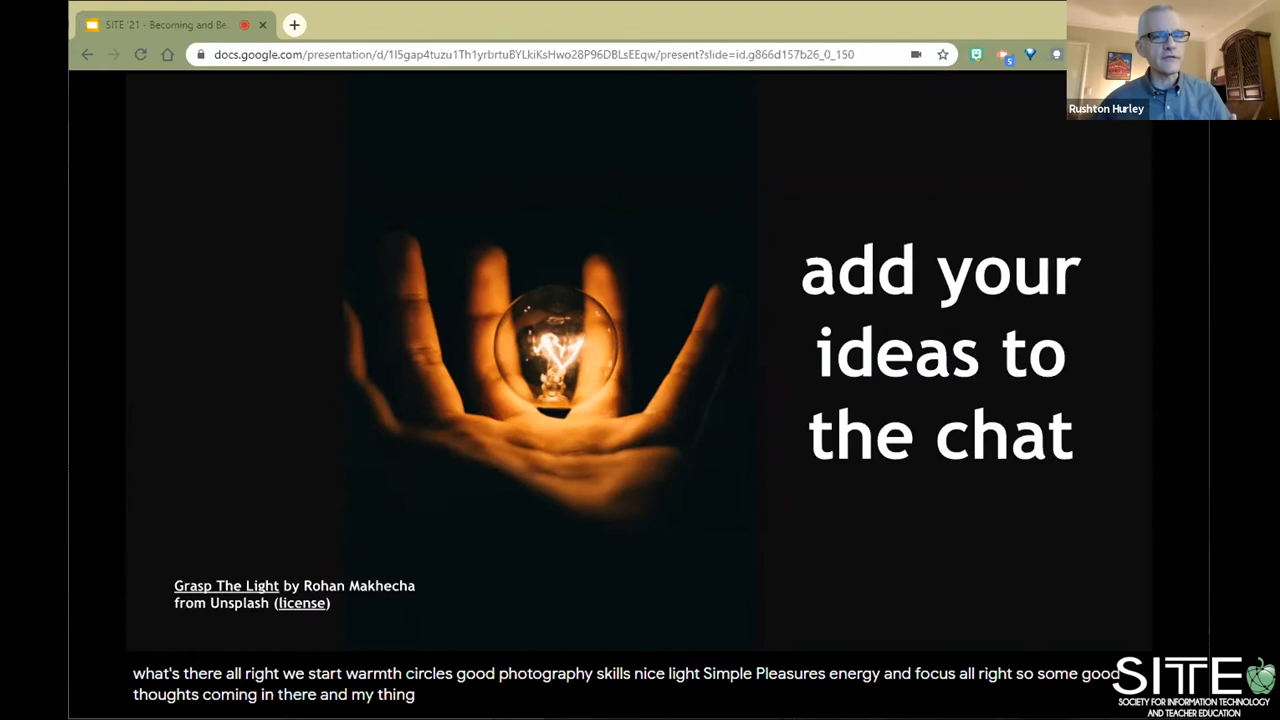 SITE '21 - Becoming and Be
docs.google.com/presentation/d/1I5gap4tuzu1Th1yrbrtuBYLkiKsHwo28P96DBLsEEqw/present?slide=id.g866d157b26_0_150
5
Rushton Hurley
add your
ideas to
the chat
Grasp The Light by Rohan Makhecha
from Unsplash (license)
what's there all right we start warmth circles good photography skills nice light Simple Pleasures energy and focus all right so some good
thoughts coming in there and my thing
SITE
SOCIETY FOR INFORMATION TECHNOLOGY
AND TEACHER EDUCATION